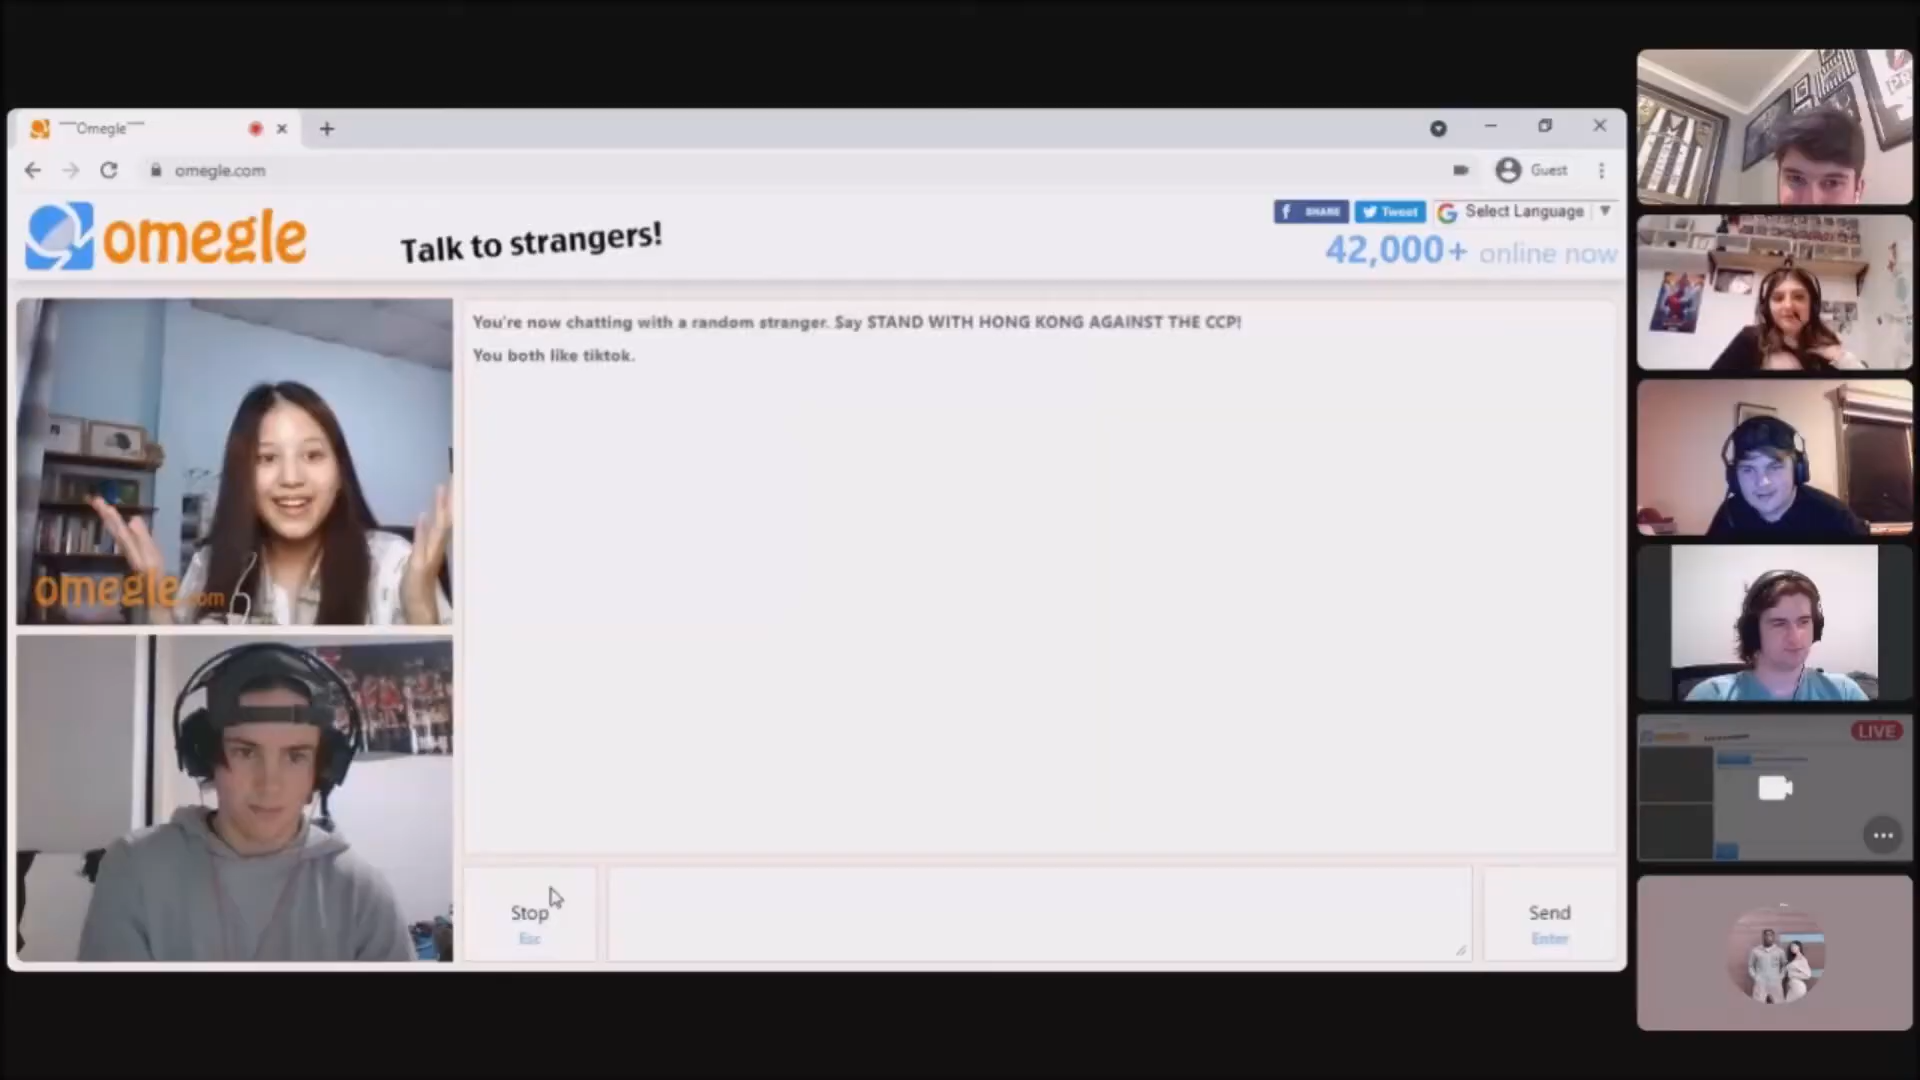 Omegle
omegle.com
Guest
omegle
Talk to strangers!
SHARE
Tweet
Select Language
42,000+ online now
You're now chatting with a random stranger. Say STAND WITH HONG KONG AGAINST THE CCP!
You both like tiktok.
omegle.com
Stop
Esc
Send
Enter
LIVE